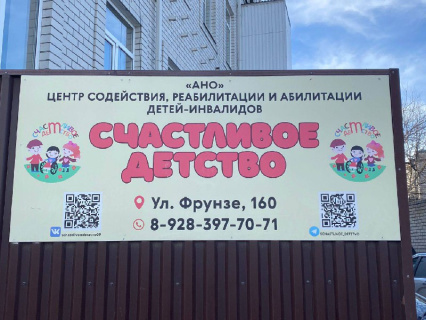 «АНО»
ЦЕНТР СОДЕЙСТВИЯ, РЕАБИЛИТАЦИИ И АБИЛИТАЦИИ
ДЕТЕЙ-ИНВАЛИДОВ
СЧАСТЛИВОЕ
ДЕТСТВО
Ул. Фрунзе, 160
8-928-397-70-71